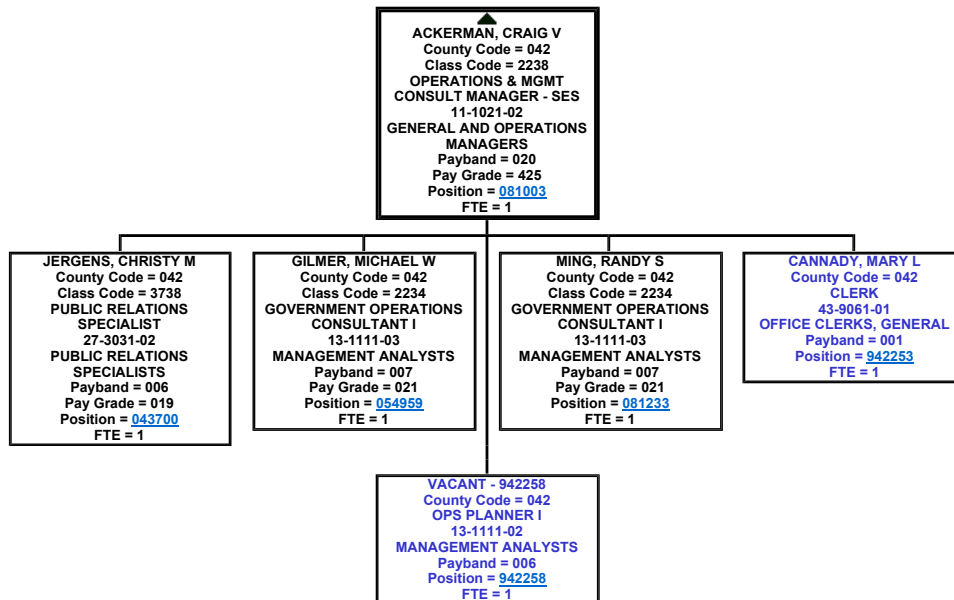 ACKERMAN, CRAIG V
County Code = 042
Class Code = 2238
OPERATIONS & MGMT
CONSULT MANAGER - SES
11-1021-02
GENERAL AND OPERATIONS
MANAGERS
Payband = 020
Pay Grade = 425
Position = 081003
FTE = 1
JERGENS, CHRISTY M
County Code = 042
Class Code = 3738
PUBLIC RELATIONS
SPECIALIST
27-3031-02
PUBLIC RELATIONS
SPECIALISTS
Payband = 006
Pay Grade = 019
Position = 043700
FTE = 1
GILMER, MICHAEL W
County Code = 042
Class Code = 2234
GOVERNMENT OPERATIONS
CONSULTANT I
13-1111-03
MANAGEMENT ANALYSTS
Payband = 007
Pay Grade = 021
Position = 054959
FTE = 1
MING, RANDY S
County Code = 042
Class Code = 2234
GOVERNMENT OPERATIONS
CONSULTANT I
13-1111-03
MANAGEMENT ANALYSTS
Payband = 007
Pay Grade = 021
Position = 081233
FTE = 1
CANNADY, MARY L
County Code = 042
CLERK
43-9061-01
OFFICE CLERKS, GENERAL
Payband = 001
Position = 942253
FTE = 1
VACANT - 942258
County Code = 042
OPS PLANNER I
13-1111-02
MANAGEMENT ANALYSTS
Payband = 006
Position = 942258
FTE = 1